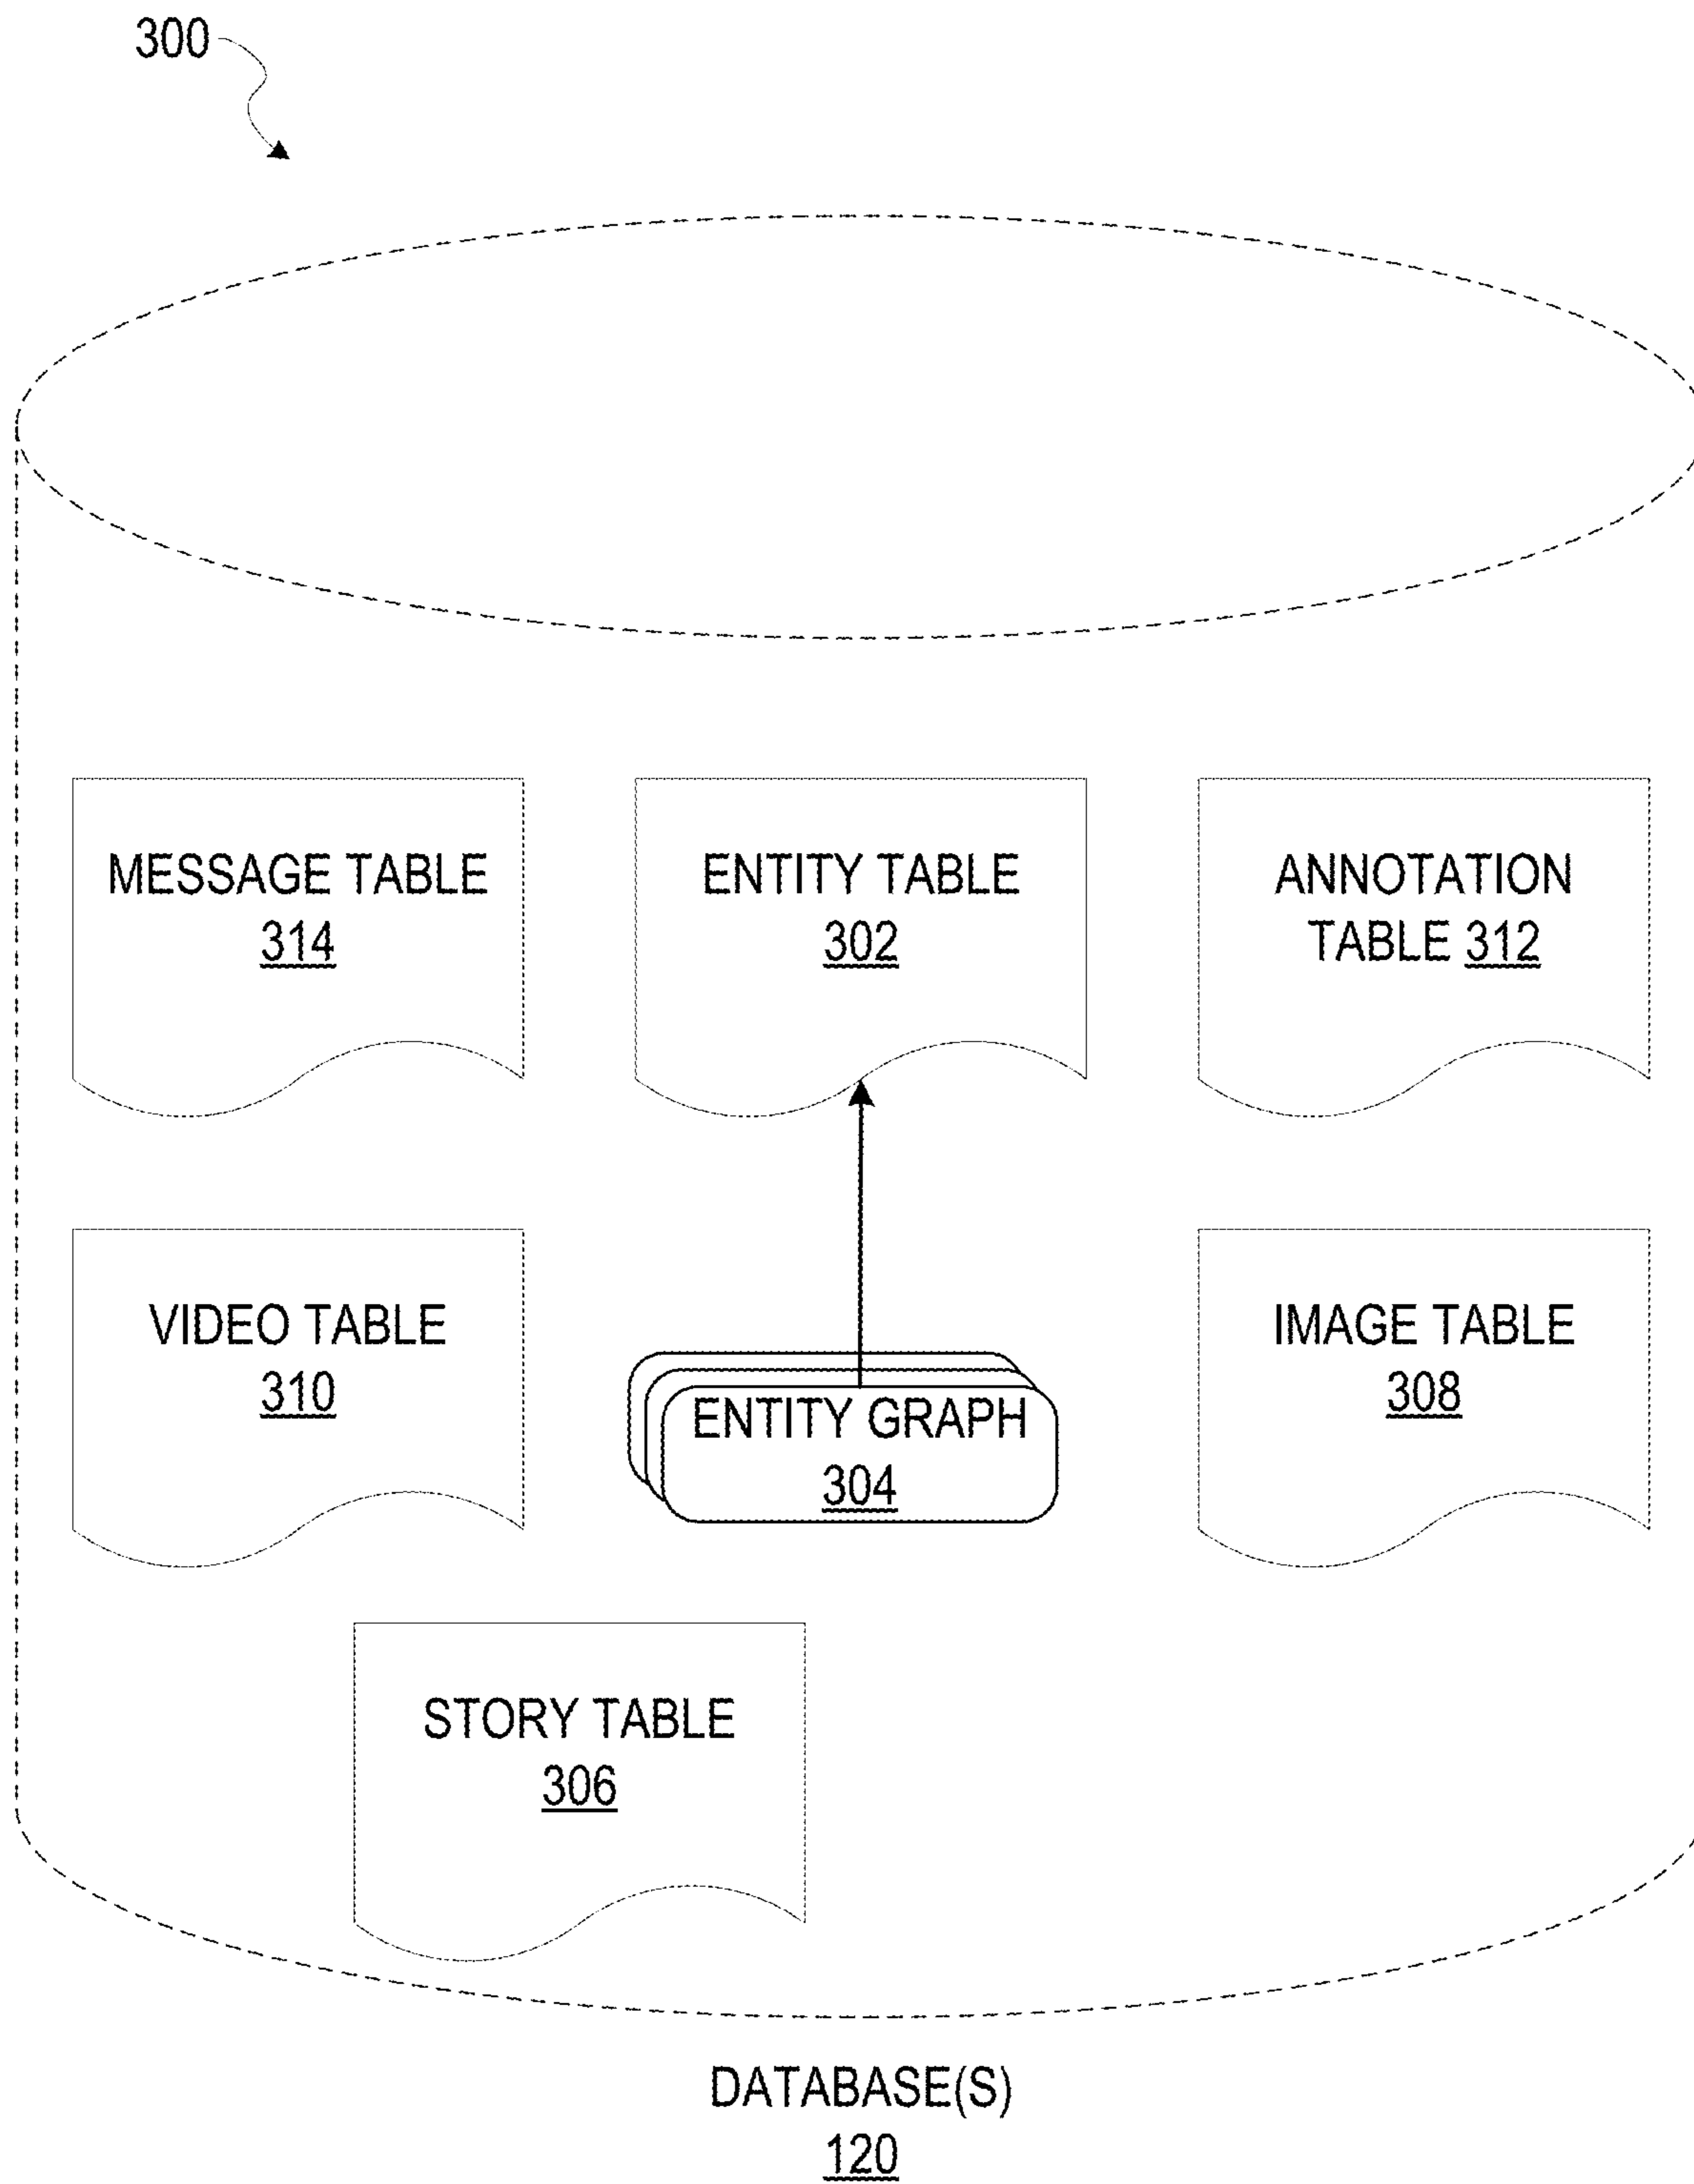 300
MESSAGE TABLE
314
ENTITY TABLE
302
ANNOTATION
TABLE 312
VIDEO TABLE
310
ENTITY GRAPH
304
IMAGE TABLE
308
STORY TABLE
306
DATABASE(S)
120